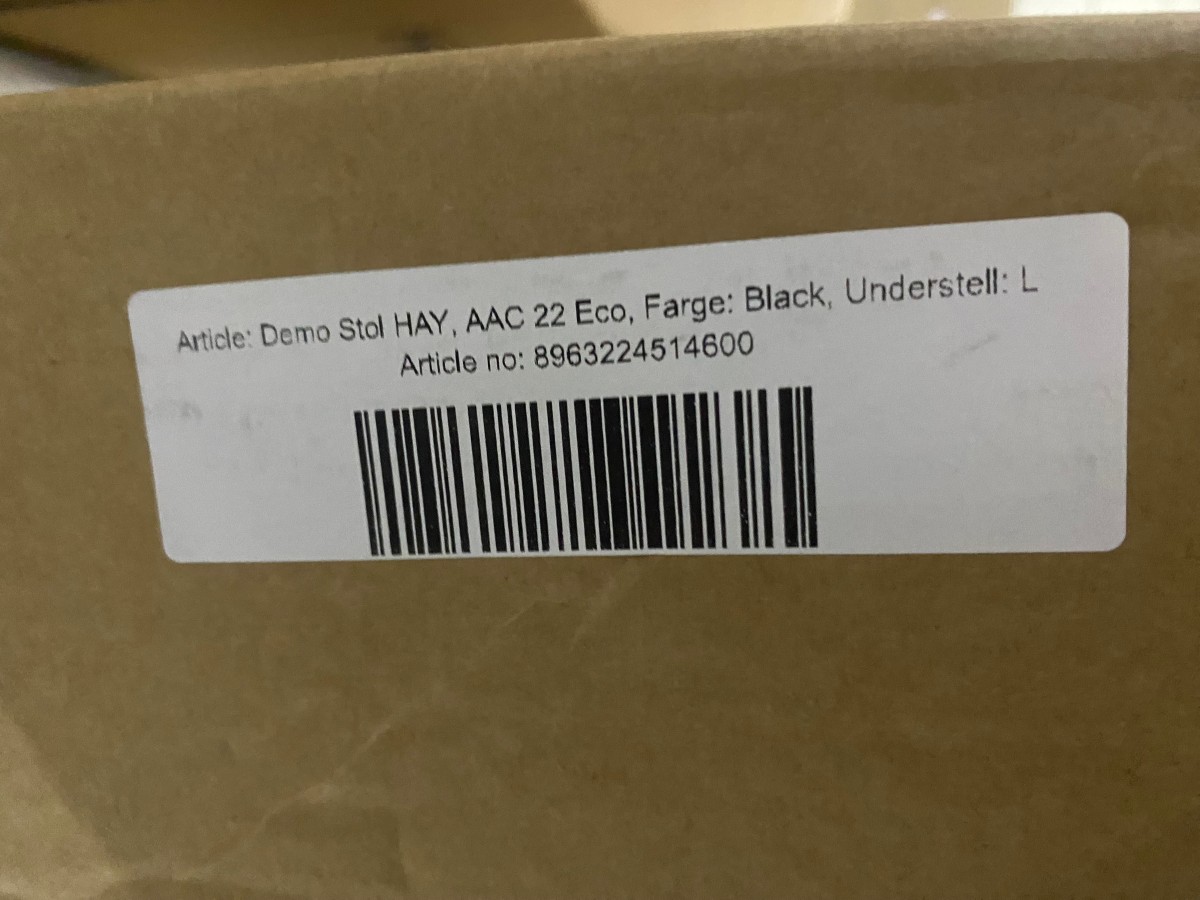 Article: Demo Stol HAY, AAC 22 Eco, Farge: Black, Understell: L
Article no: 8963224514600